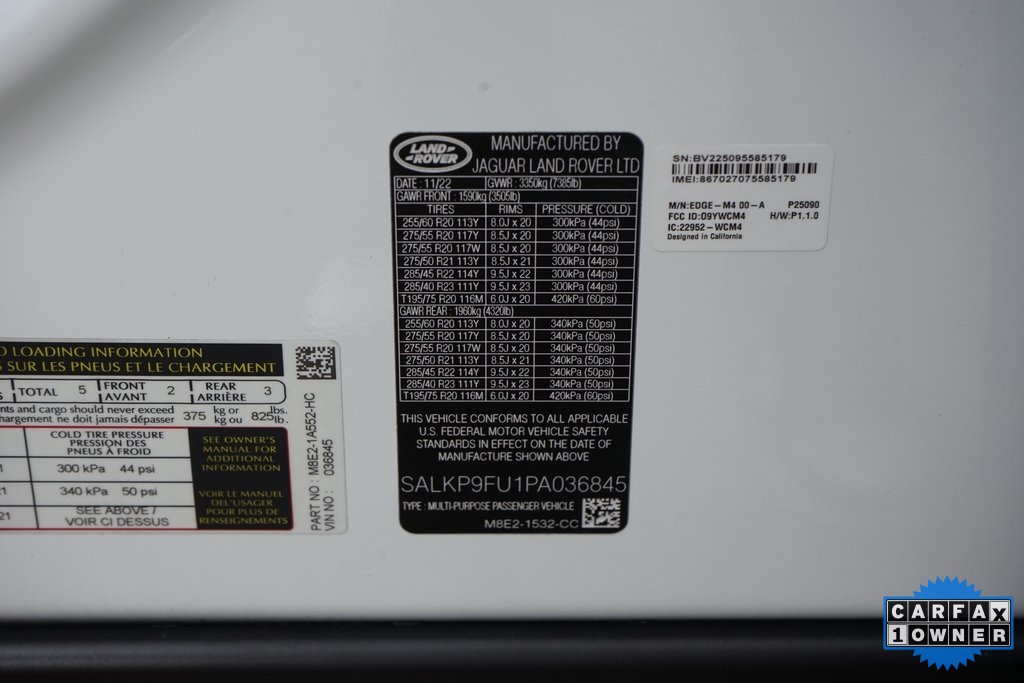 LAND-
-ROVER
MANUFACTURED BY
JAGUAR LAND ROVER LTD
DATE : 11/22 GVWR : 3350kg (7385lb)
GAWR FRONT : 1590kg (3505lb)
TIRES RIMS PRESSURE (COLD)
255/60 R20 113Y 8.0J x 20 300kPa (44psi)
275/55 R20 117Y 8.5J x 20 300kPa (44psi)
275/55 R20 117W 8.5J x 20 300kPa (44psi)
275/50 R21 113Y 8.5J x 21 300kPa (44psi)
285/45 R22 114Y 9.5J x 22 300kPa (44psi)
285/40 R23 111Y 9.5J x 23 300kPa (44psi)
T195/75 R20 116M 6.0J x 20 420kPa (60psi)
GAWR REAR : 1960kg (4320lb)
255/60 R20 113Y 8.0J x 20 340kPa (50psi)
275/55 R20 117Y 8.5J x 20 340kPa (50psi)
275/55 R20 117W 8.5J x 20 340kPa (50psi)
275/50 R21 113Y 8.5J x 21 340kPa (50psi)
285/45 R22 114Y 9.5J x 22 340kPa (50psi)
285/40 R23 111Y 9.5J x 23 340kPa (50psi)
T195/75 R20 116M 6.0J x 20 420kPa (60psi)
THIS VEHICLE CONFORMS TO ALL APPLICABLE
U.S. FEDERAL MOTOR VEHICLE SAFETY
STANDARDS IN EFFECT ON THE DATE OF
MANUFACTURE SHOWN ABOVE
SALKP9FU1PA036845
TYPE : MULTI-PURPOSE PASSENGER VEHICLE
M8E2-1532-CC
SN:BV225095585179
IMEI:867027075585179
M/N:EDGE-M4 00-A P25090
FCC ID:O9YWCM4 H/W:P1.1.0
IC:22952-WCM4
Designed in California
LOADING INFORMATION
SUR LES PNEUS ET LE CHARGEMENT
TOTAL 5 FRONT AVANT 2 REAR ARRIÈRE 3
and cargo should never exceed 375 kg or 825 lbs.
ne doit jamais dépasser kg ou lb.
COLD TIRE PRESSURE
PRESSION DES
PNEUS À FROID
300 kPa 44 psi
340 kPa 50 psi
SEE ABOVE /
VOIR CI DESSUS
SEE OWNER'S
MANUAL FOR
ADDITIONAL
INFORMATION
VOIR LE MANUEL
DE L'USAGER
POUR PLUS DE
RENSEIGNEMENTS
PART NO : M8E2-1A552-HC
VIN NO : 036845
CARFAX
1 OWNER